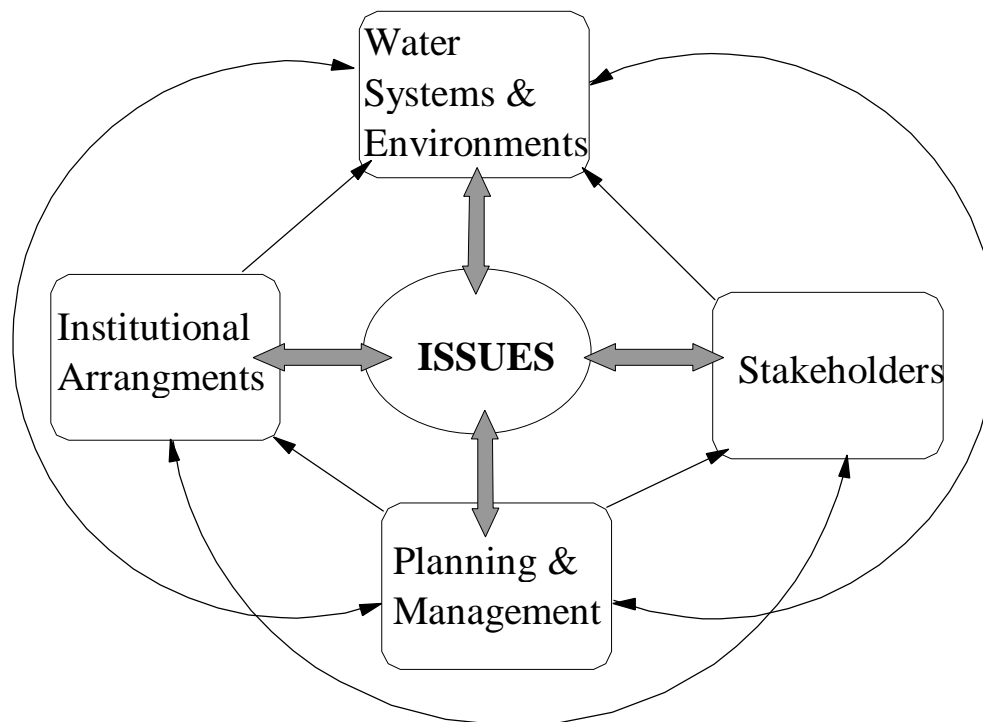 Water
Systems &
Environments
Institutional
Arrangments
ISSUES
Stakeholders
Planning &
Management